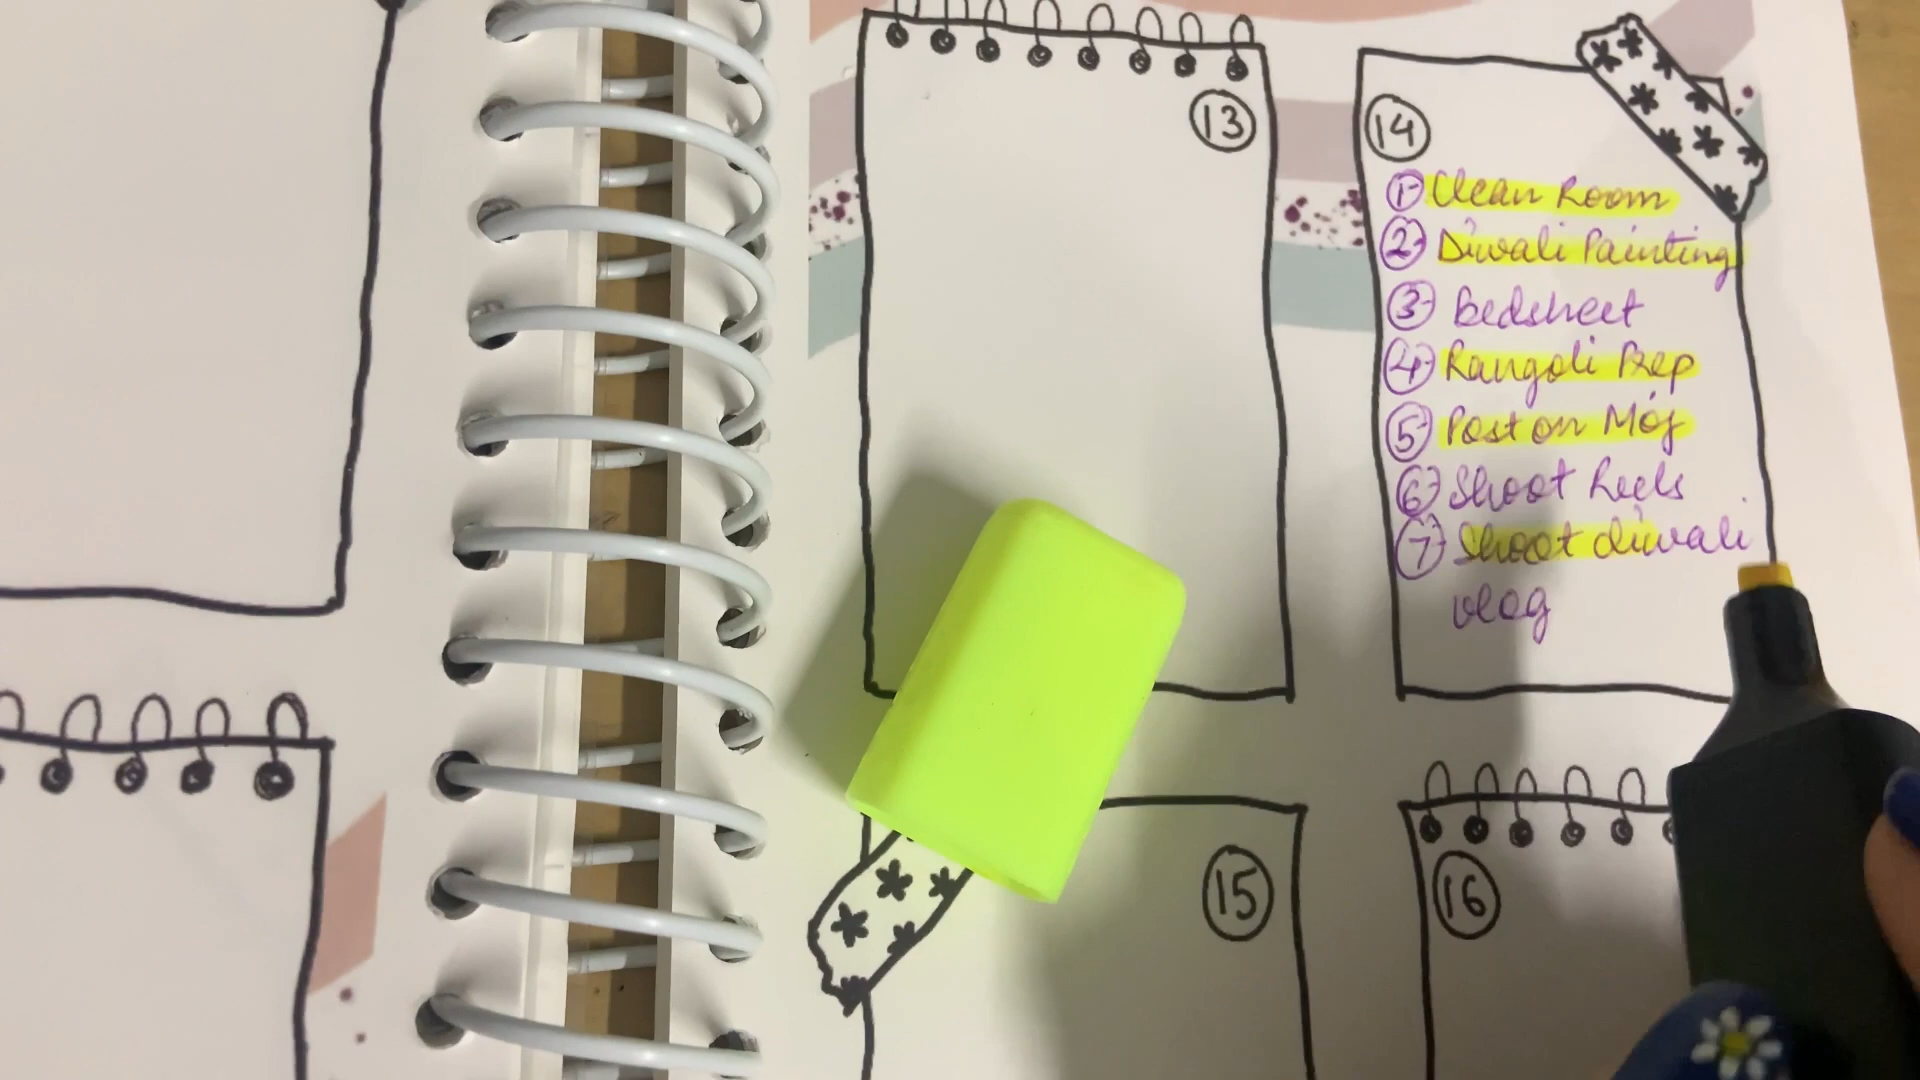 13
14
1 Clean Room
2 Diwali Painting
3 Bedsheet
4 Rangoli Prep
5 Post on Moj
6 Shoot Reels
7 Shoot diwali
vlog
15
16